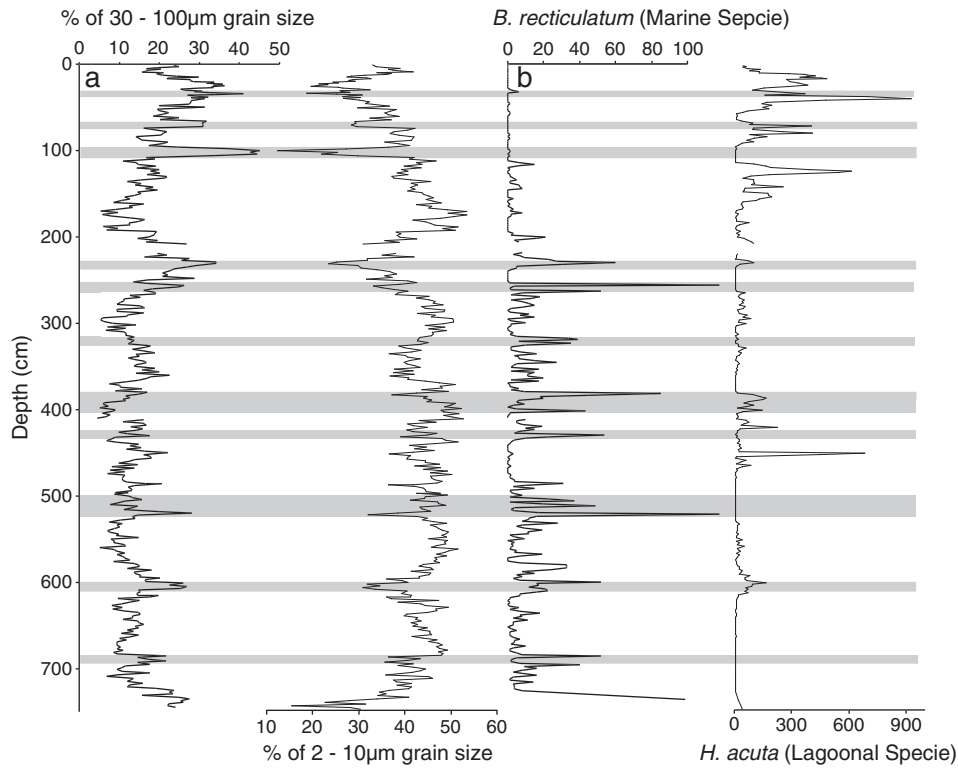 % of 30 - 100µm grain size
B. recticulatum (Marine Sepcie)
0 10 20 30 40 50
0 20 40 60 80 100
a
b
Depth (cm)
0
100
200
300
400
500
600
700
10 20 30 40 50 60
0 300 600 900
% of 2 - 10µm grain size
H. acuta (Lagoonal Specie)